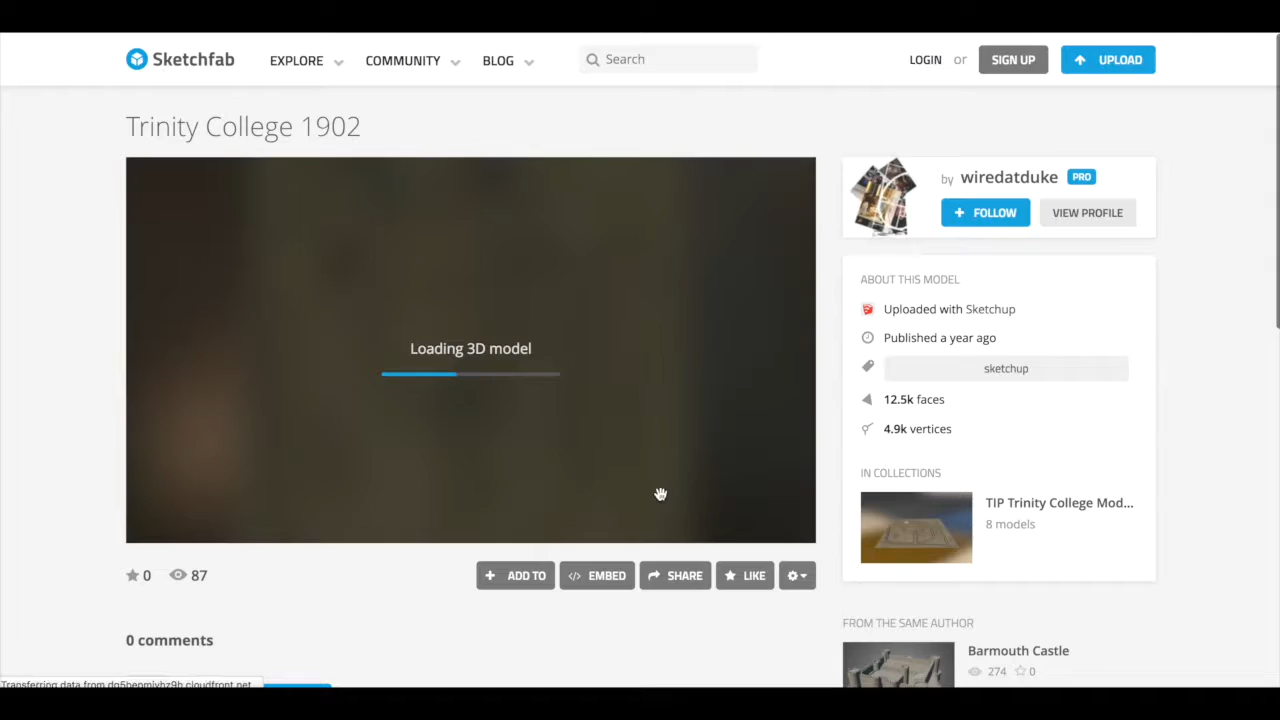 Sketchfab EXPLORE COMMUNITY BLOG Search LOGIN or SIGN UP UPLOAD
Trinity College 1902
Loading 3D model
0 87 ADD TO EMBED SHARE LIKE
0 comments
by wiredatduke PRO
FOLLOW VIEW PROFILE
ABOUT THIS MODEL
Uploaded with Sketchup
Published a year ago
sketchup
12.5k faces
4.9k vertices
IN COLLECTIONS
TIP Trinity College Mod...
8 models
FROM THE SAME AUTHOR
Barmouth Castle
274 0
Transferring data from